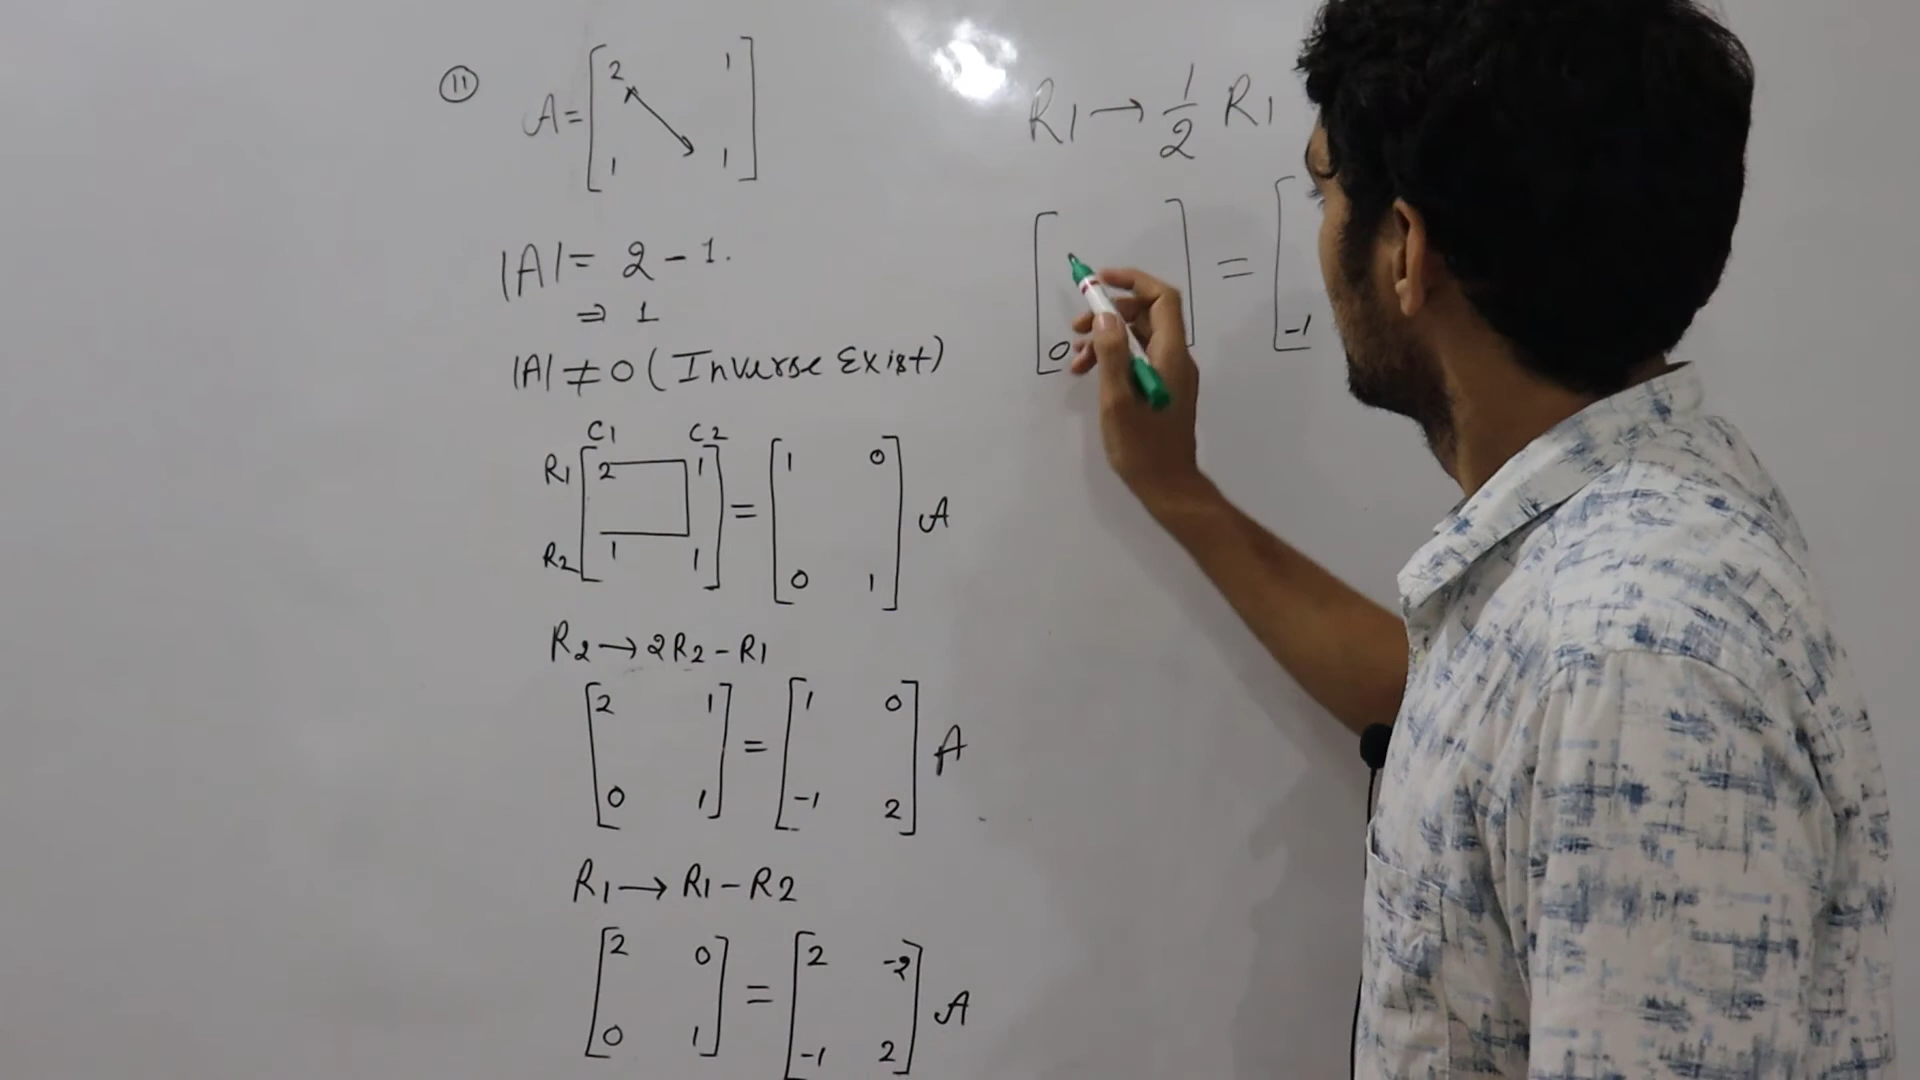 (11) A = [ 2 1
1 1 ]
|A| = 2 - 1.
⇒ 1
|A| ≠ 0 ( Inverse Exist )
C1 C2
R1 [ 2 1 ] = [ 1 0 ] A
R2 [ 1 1 ] [ 0 1 ]
R2 → 2R2 - R1
[ 2 1 ] = [ 1 0 ] A
[ 0 1 ] [ -1 2 ]
R1 → R1 - R2
[ 2 0 ] = [ 2 -2 ] A
[ 0 1 ] [ -1 2 ]
R1 → 1/2 R1
[ ] = [
[ 0 ] [ -1